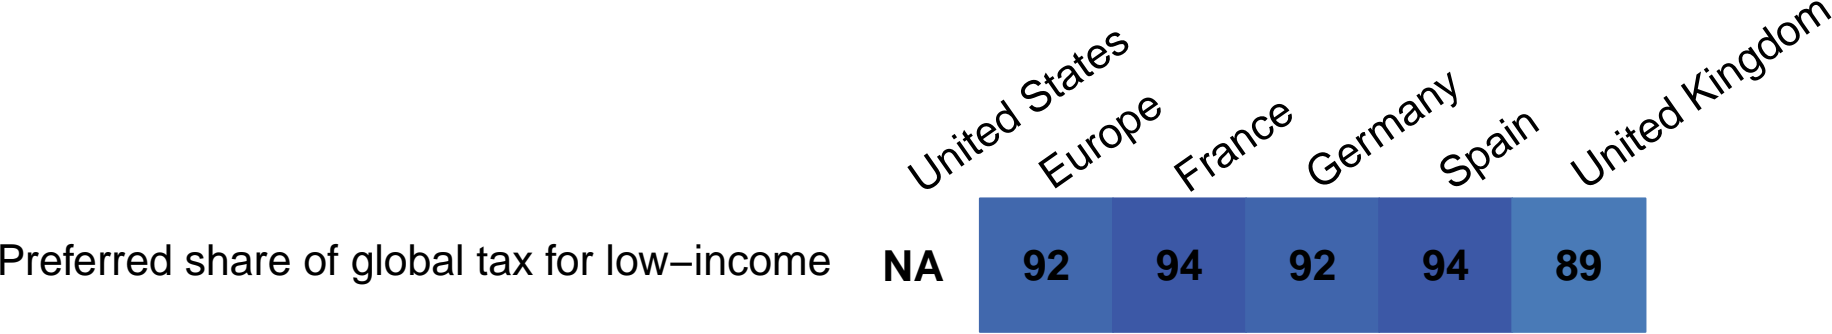 United States
Europe
France
Germany
Spain
United Kingdom
Preferred share of global tax for low−income NA 92 94 92 94 89